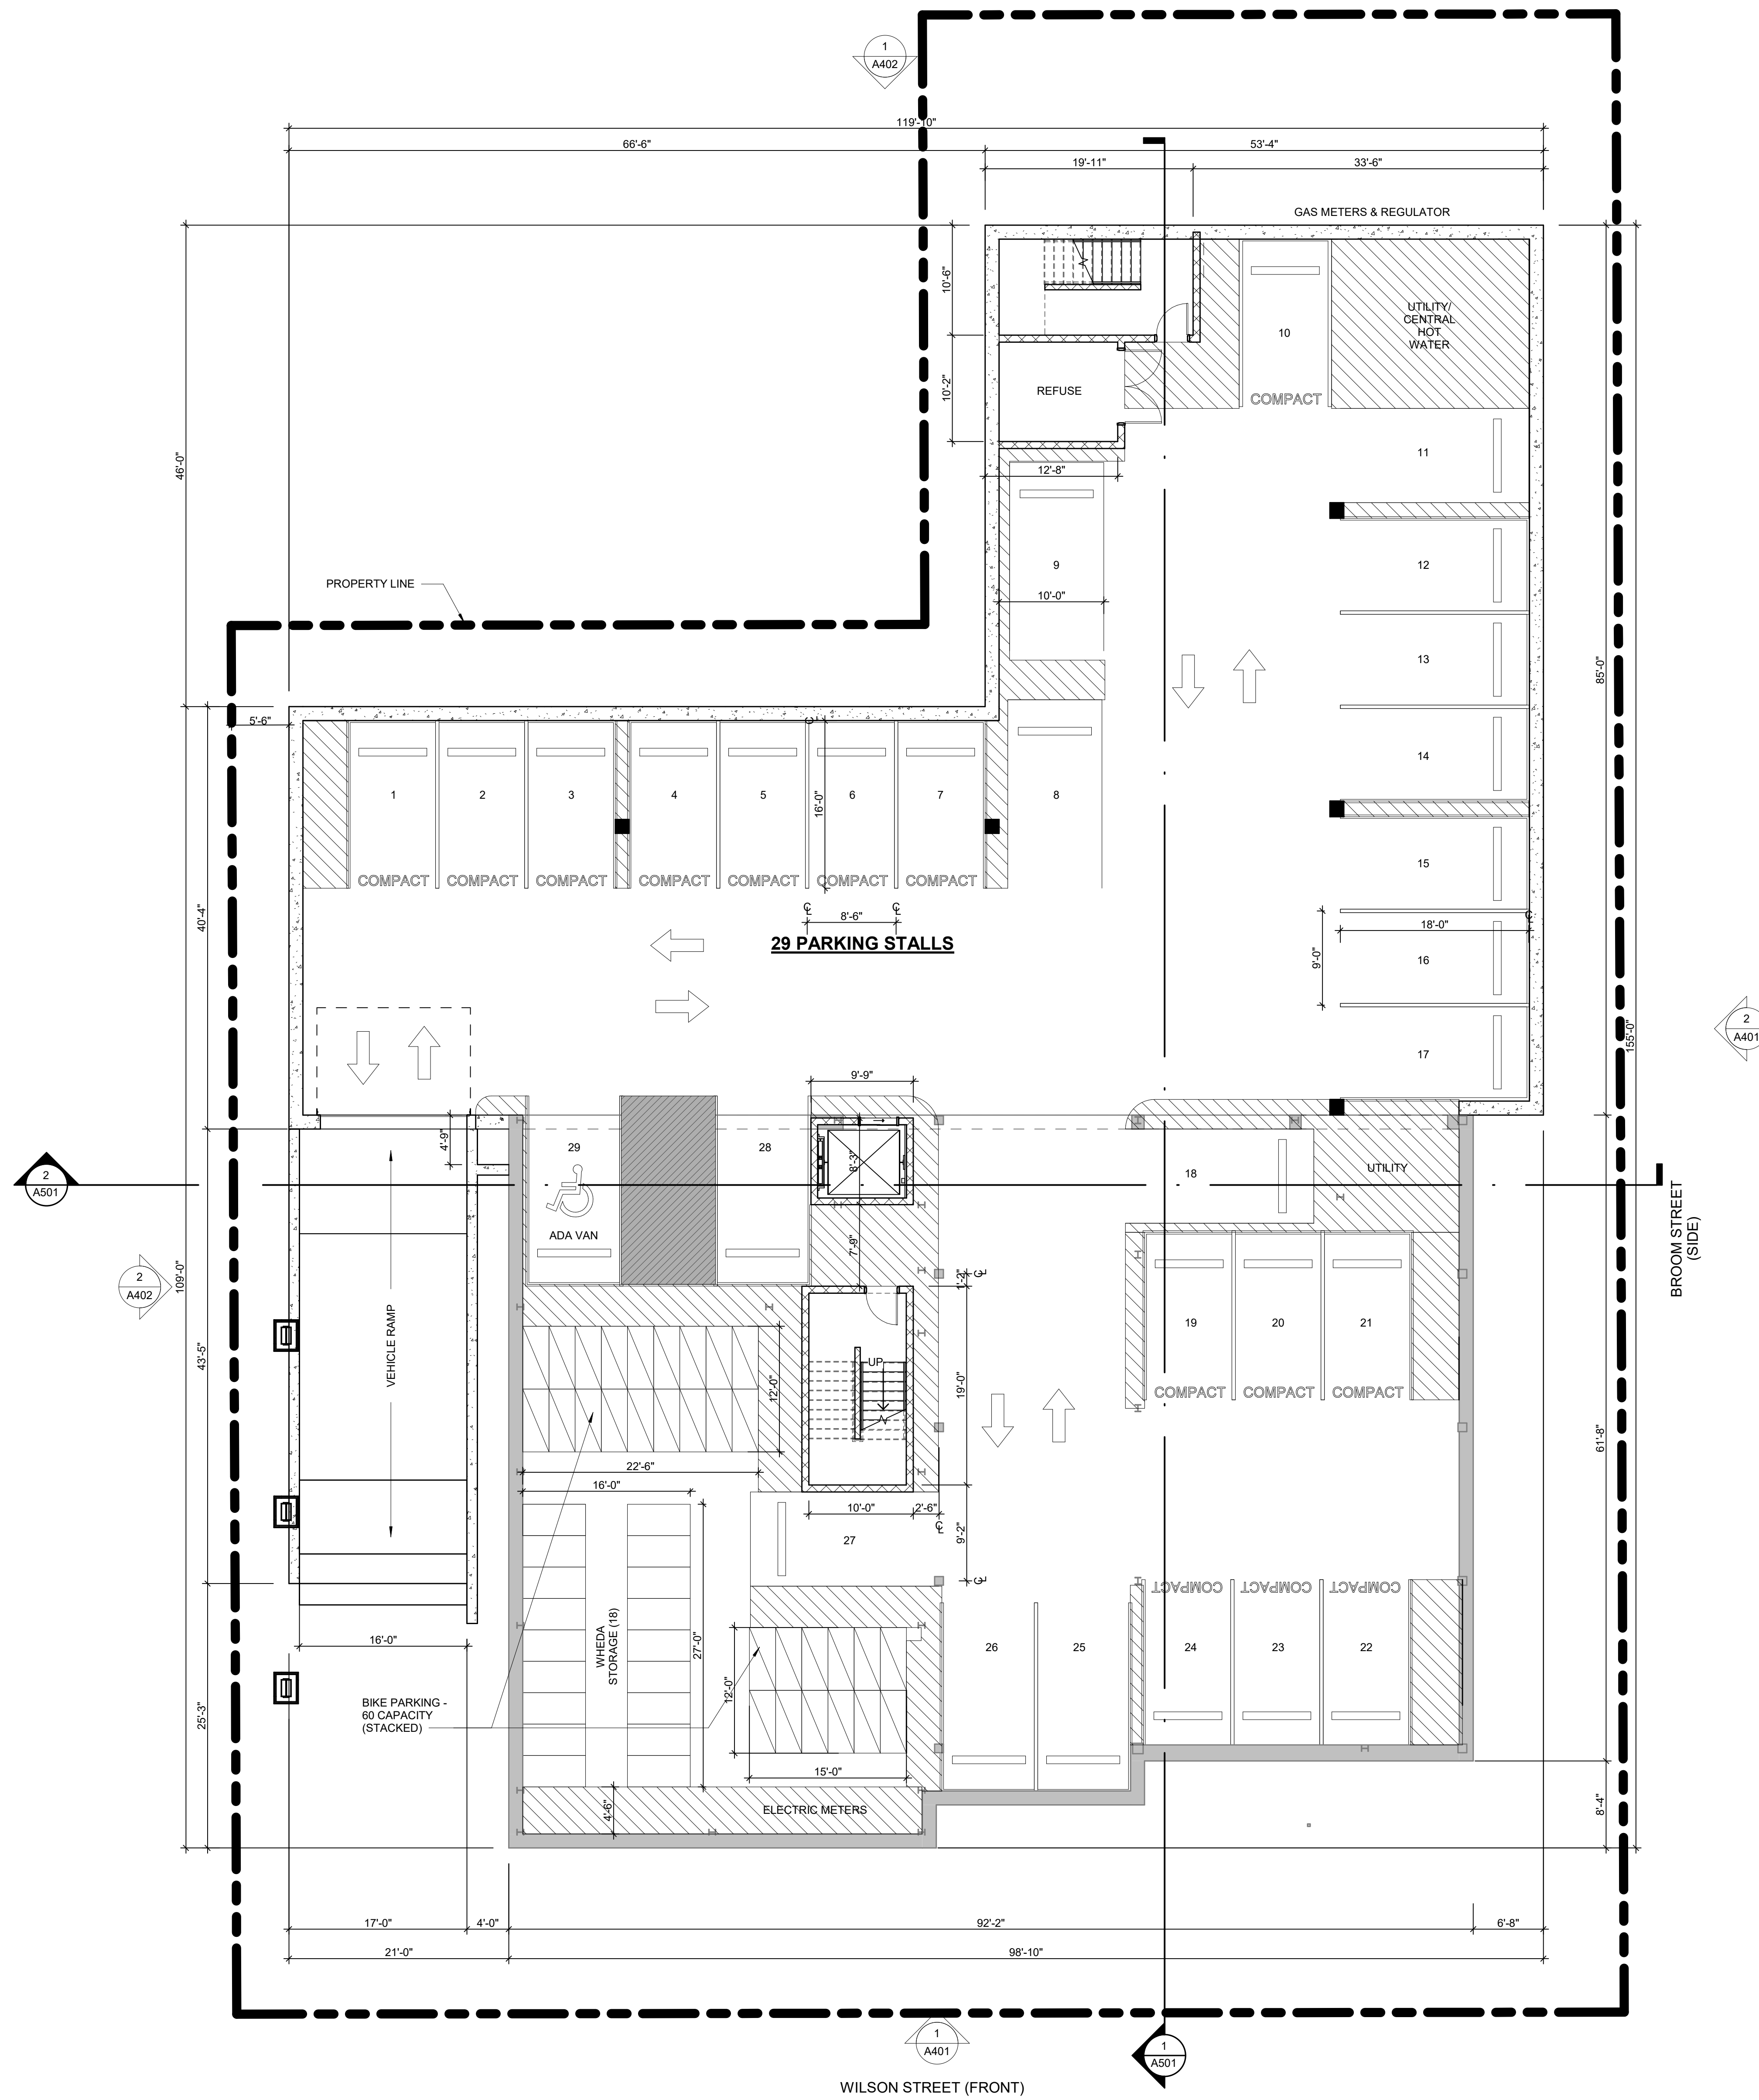 1
A402
119'-10"
66'-6"
53'-4"
19'-11"
33'-6"
GAS METERS & REGULATOR
10'-6"
UTILITY/
CENTRAL
HOT
WATER
10
REFUSE
10'-2"
COMPACT
11
46'-0"
12'-8"
9
12
PROPERTY LINE
10'-0"
13
85'-0"
5'-6"
14
1
2
3
4
5
6
7
8
16'-0"
15
COMPACT
COMPACT
COMPACT
COMPACT
COMPACT
COMPACT
COMPACT
40'-4"
8'-6"
18'-0"
29 PARKING STALLS
9'-0"
16
2
A401
155'-0"
17
9'-9"
4'-9"
29
28
8'-3"
18
UTILITY
2
A501
ADA VAN
BROOM STREET
(SIDE)
7'-9"
2
A402
109'-0"
1'-2"
VEHICLE RAMP
19
20
21
43'-5"
UP
12'-0"
19'-0"
COMPACT
COMPACT
COMPACT
61'-8"
22'-6"
16'-0"
10'-0"
2'-6"
9'-2"
27
COMPACT
COMPACT
COMPACT
16'-0"
WHEDA
STORAGE (18)
27'-0"
26
25
24
23
22
12'-0"
BIKE PARKING -
60 CAPACITY
(STACKED)
25'-3"
15'-0"
4'-6"
ELECTRIC METERS
8'-4"
17'-0"
4'-0"
92'-2"
6'-8"
21'-0"
98'-10"
1
A401
1
A501
WILSON STREET (FRONT)